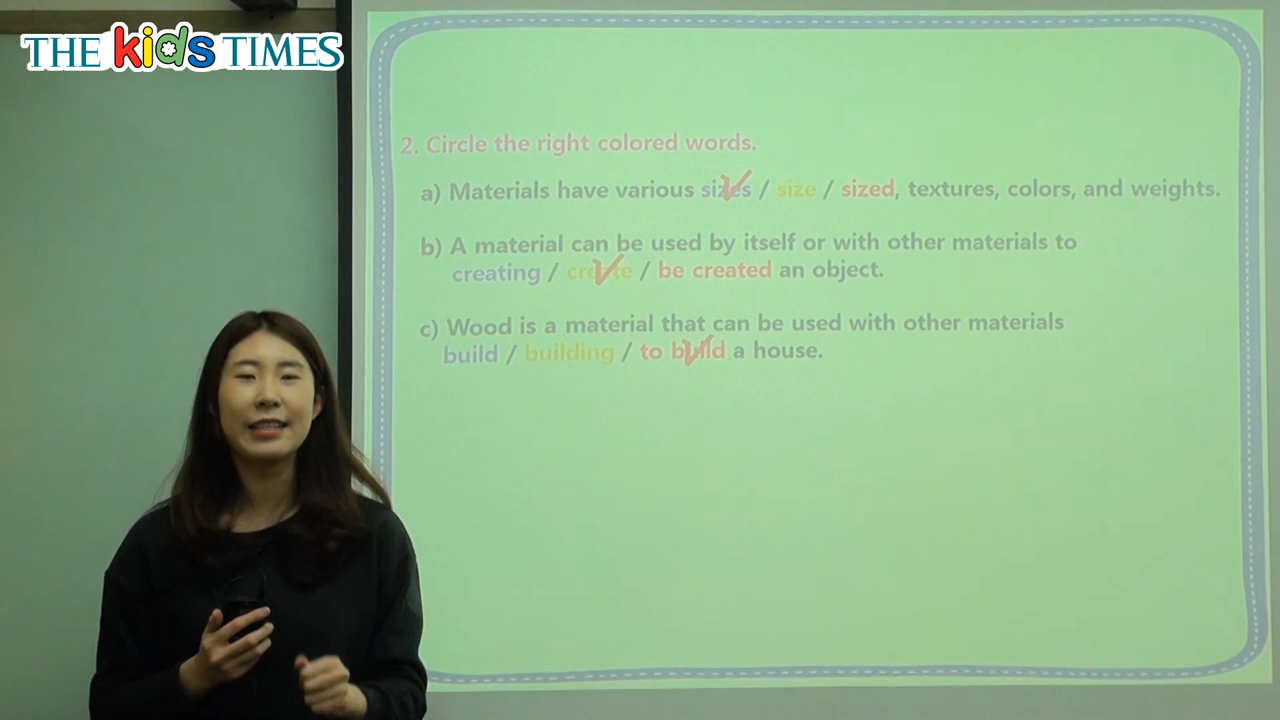 THE kids TIMES
2. Circle the right colored words.
a) Materials have various sizes / size / sized, textures, colors, and weights.
b) A material can be used by itself or with other materials to
creating / create / be created an object.
c) Wood is a material that can be used with other materials
build / building / to build a house.